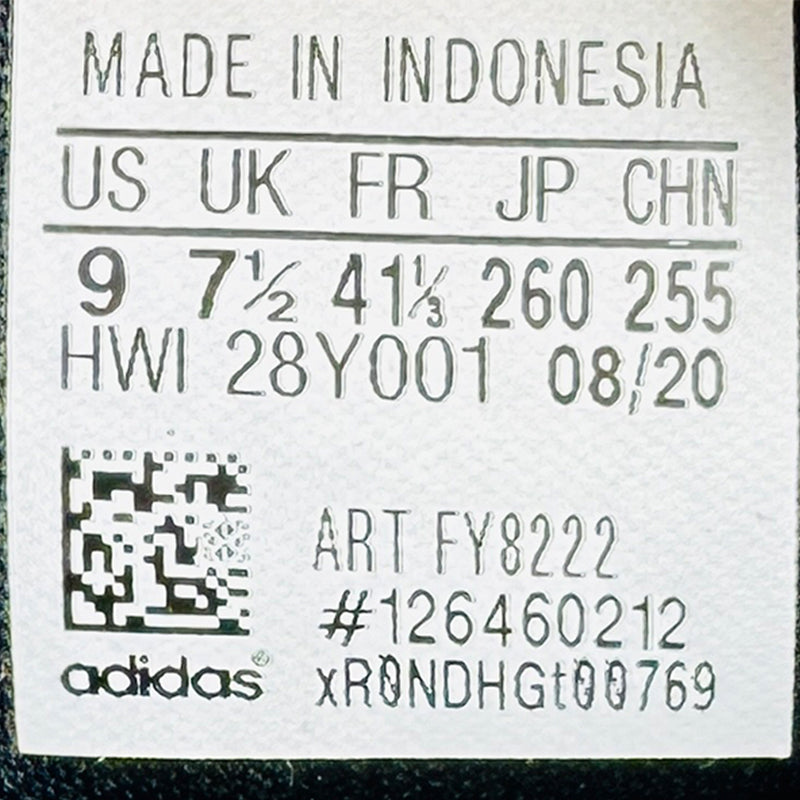 MADE IN INDONESIA
US UK FR JP CHN
9 7½ 41⅓ 260 255
HWI 28Y001 08/20
ART FY8222
#126460212
adidas® xR0NDHGt00769